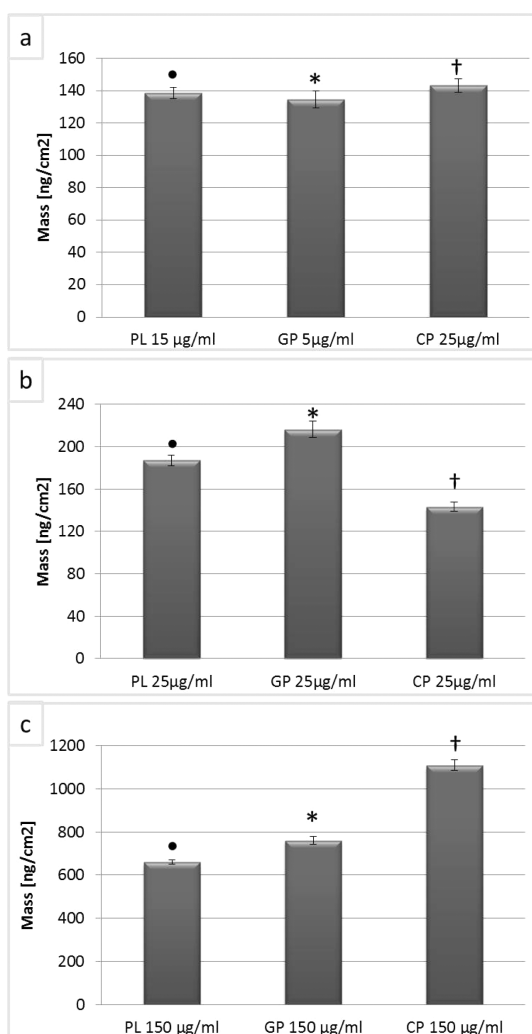 a
160
140
120
100
80
60
40
20
0
Mass [ng/cm2]
• * †
PL 15 µg/ml GP 5µg/ml CP 25µg/ml
b
240
200
160
120
80
40
0
Mass [ng/cm2]
• * †
PL 25µg/ml GP 25µg/ml CP 25µg/ml
c
1200
1000
800
600
400
200
0
Mass [ng/cm2]
• * †
PL 150 µg/ml GP 150 µg/ml CP 150 µg/ml